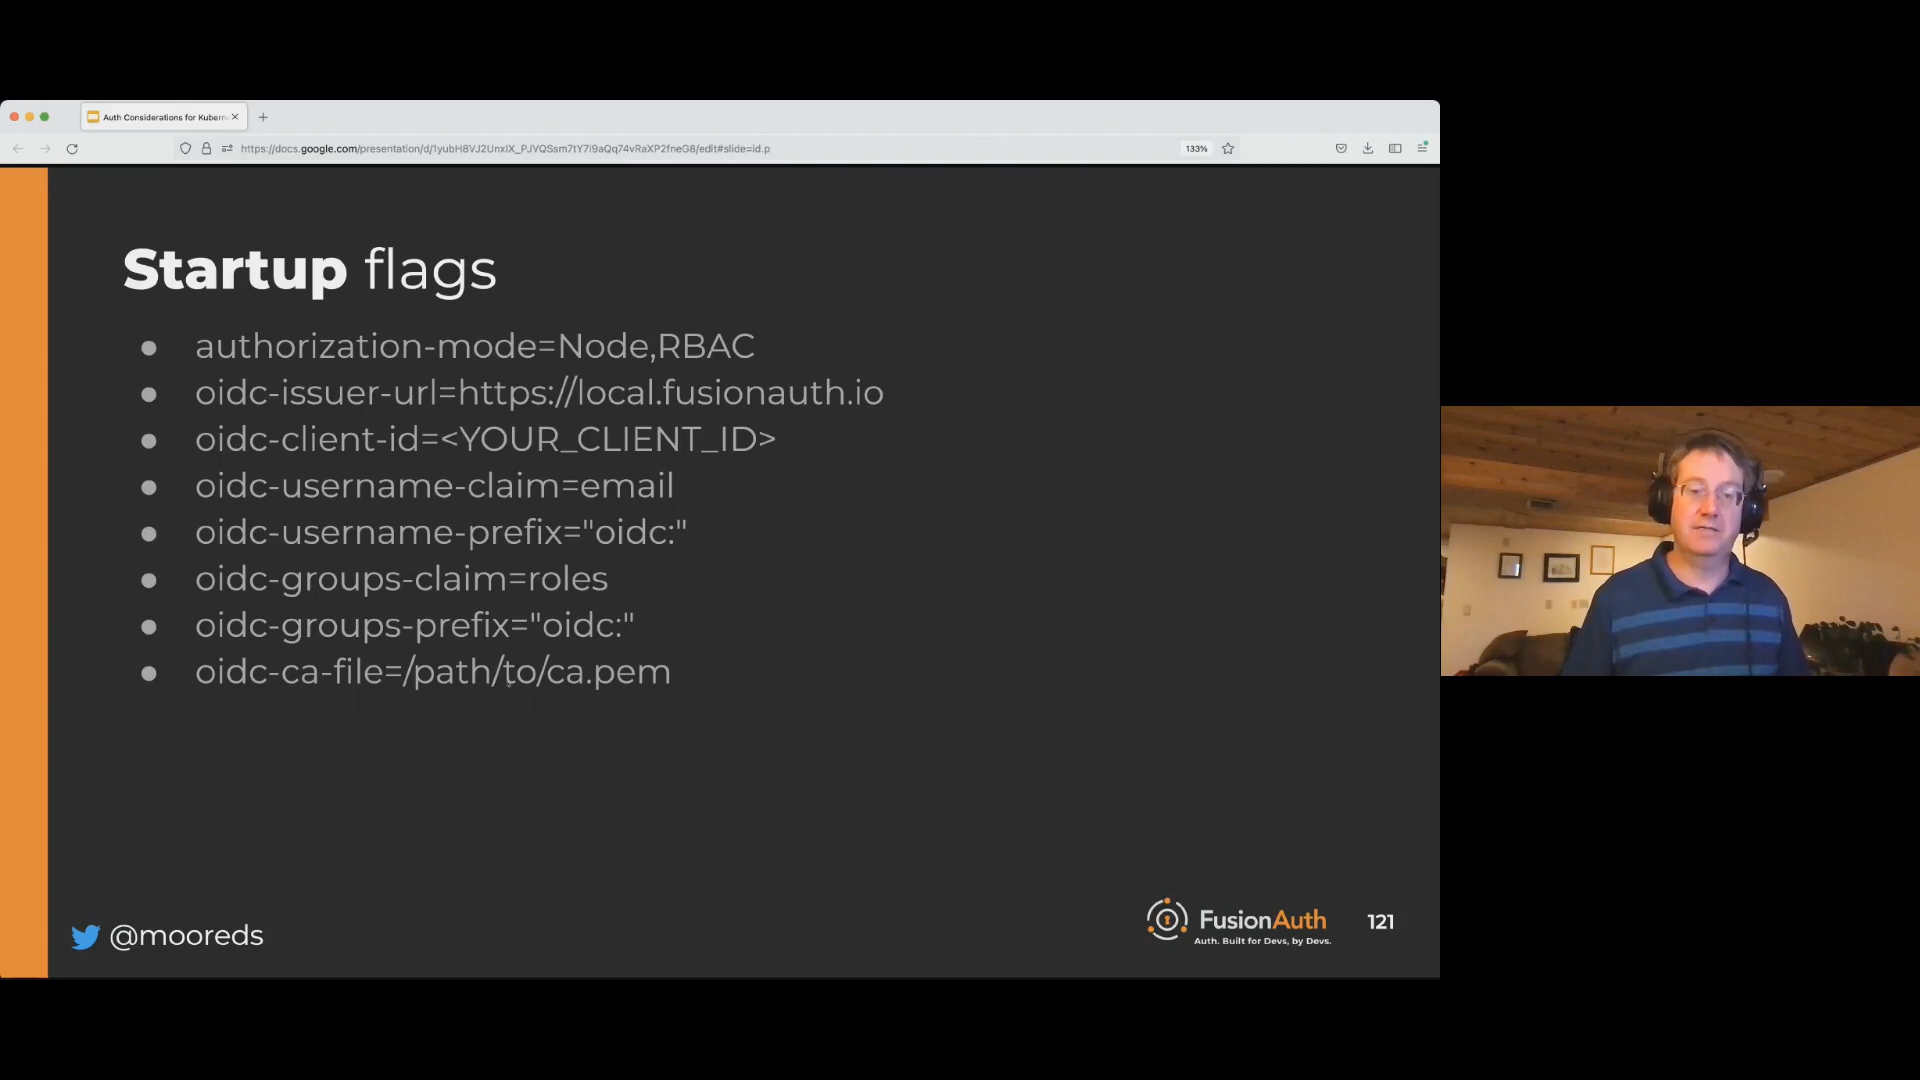 Auth Considerations for Kubern
https://docs.google.com/presentation/d/1yubH8VJ2UnxIX_PJVQSsm7tY7I9aQq74vRaXP2fneG8/edit#slide=id.p
133%
Startup flags
authorization-mode=Node,RBAC
oidc-issuer-url=https://local.fusionauth.io
oidc-client-id=<YOUR_CLIENT_ID>
oidc-username-claim=email
oidc-username-prefix="oidc:"
oidc-groups-claim=roles
oidc-groups-prefix="oidc:"
oidc-ca-file=/path/to/ca.pem
@mooreds
FusionAuth
Auth. Built for Devs, by Devs.
121